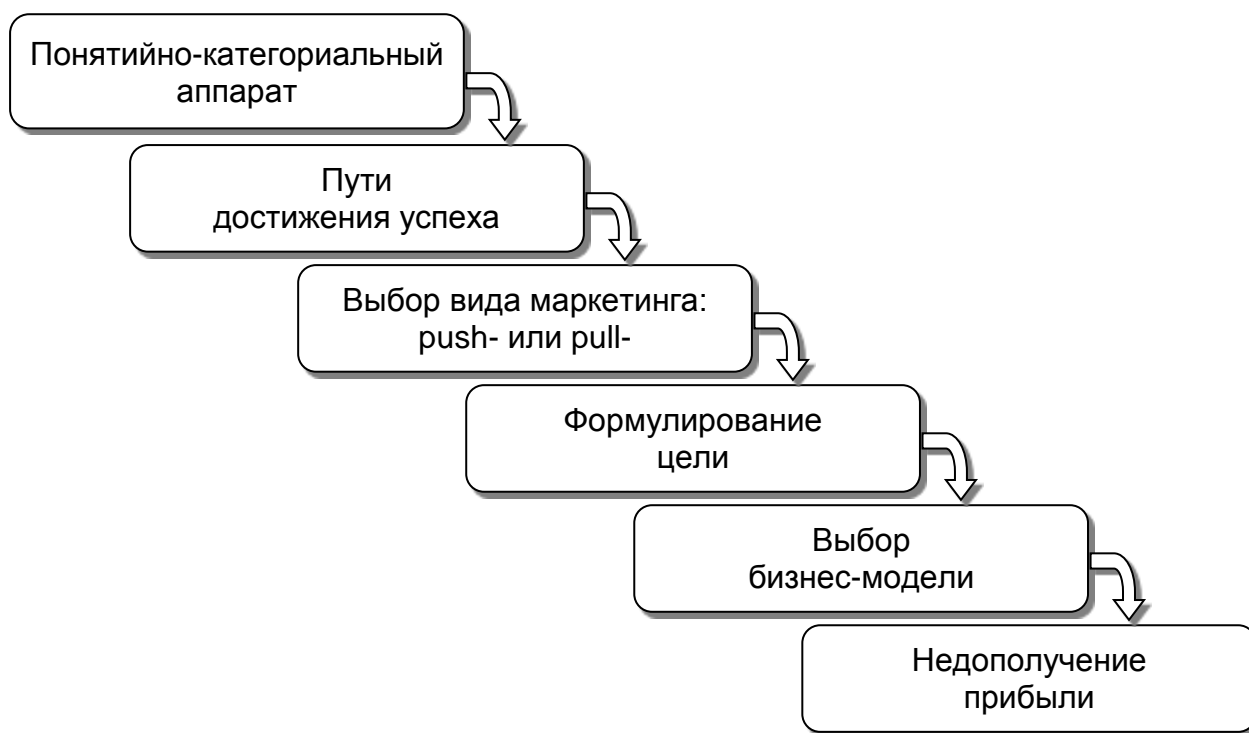 Понятийно-категориальный
аппарат
Пути
достижения успеха
Выбор вида маркетинга:
push- или pull-
Формулирование
цели
Выбор
бизнес-модели
Недополучение
прибыли